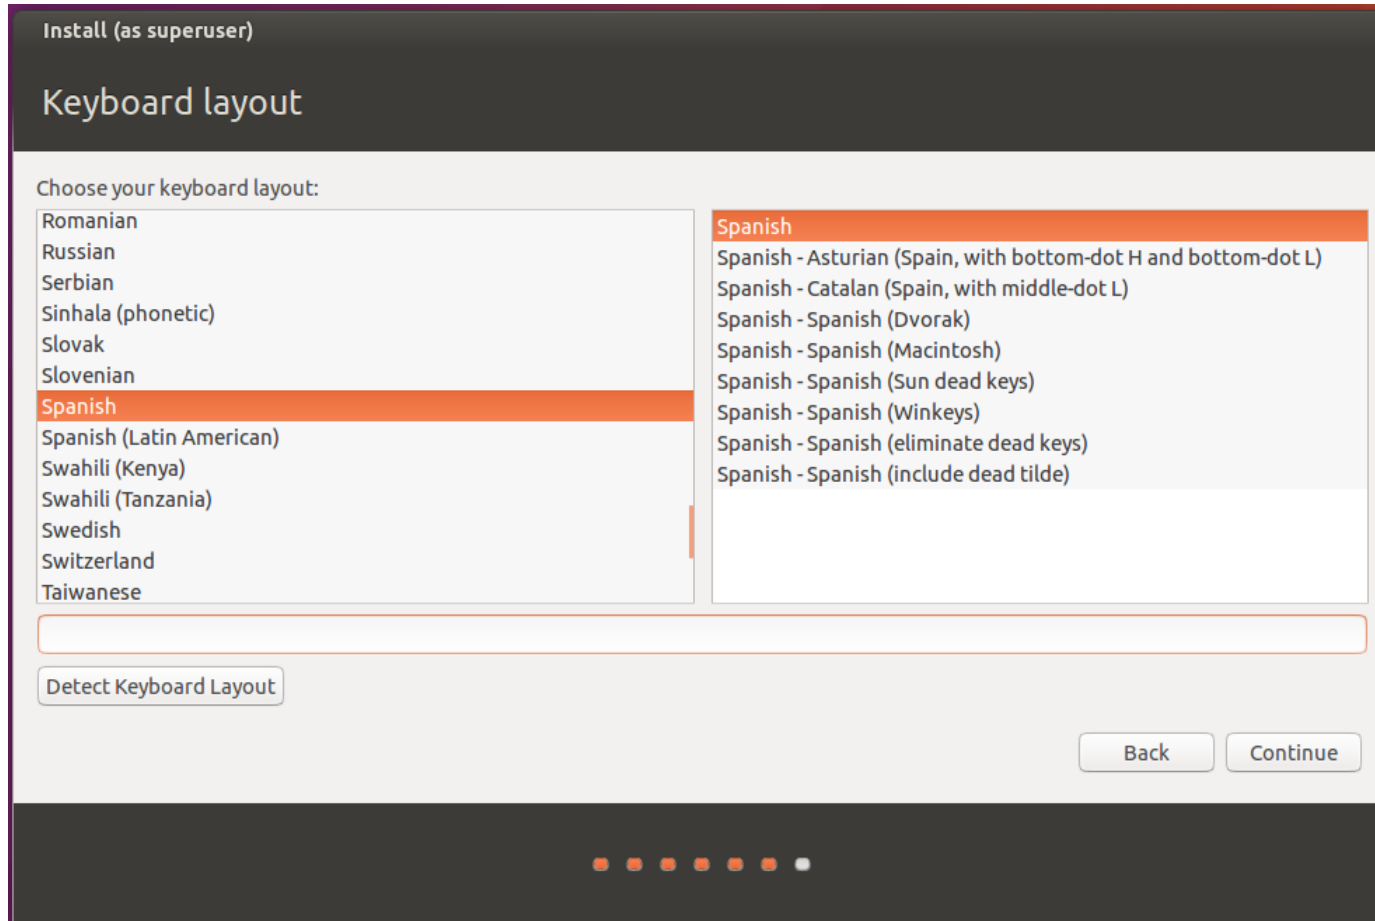 Install (as superuser)
Keyboard layout
Choose your keyboard layout:
Romanian
Russian
Serbian
Sinhala (phonetic)
Slovak
Slovenian
Spanish
Spanish (Latin American)
Swahili (Kenya)
Swahili (Tanzania)
Swedish
Switzerland
Taiwanese
Spanish
Spanish - Asturian (Spain, with bottom-dot H and bottom-dot L)
Spanish - Catalan (Spain, with middle-dot L)
Spanish - Spanish (Dvorak)
Spanish - Spanish (Macintosh)
Spanish - Spanish (Sun dead keys)
Spanish - Spanish (Winkeys)
Spanish - Spanish (eliminate dead keys)
Spanish - Spanish (include dead tilde)
Detect Keyboard Layout
Back
Continue